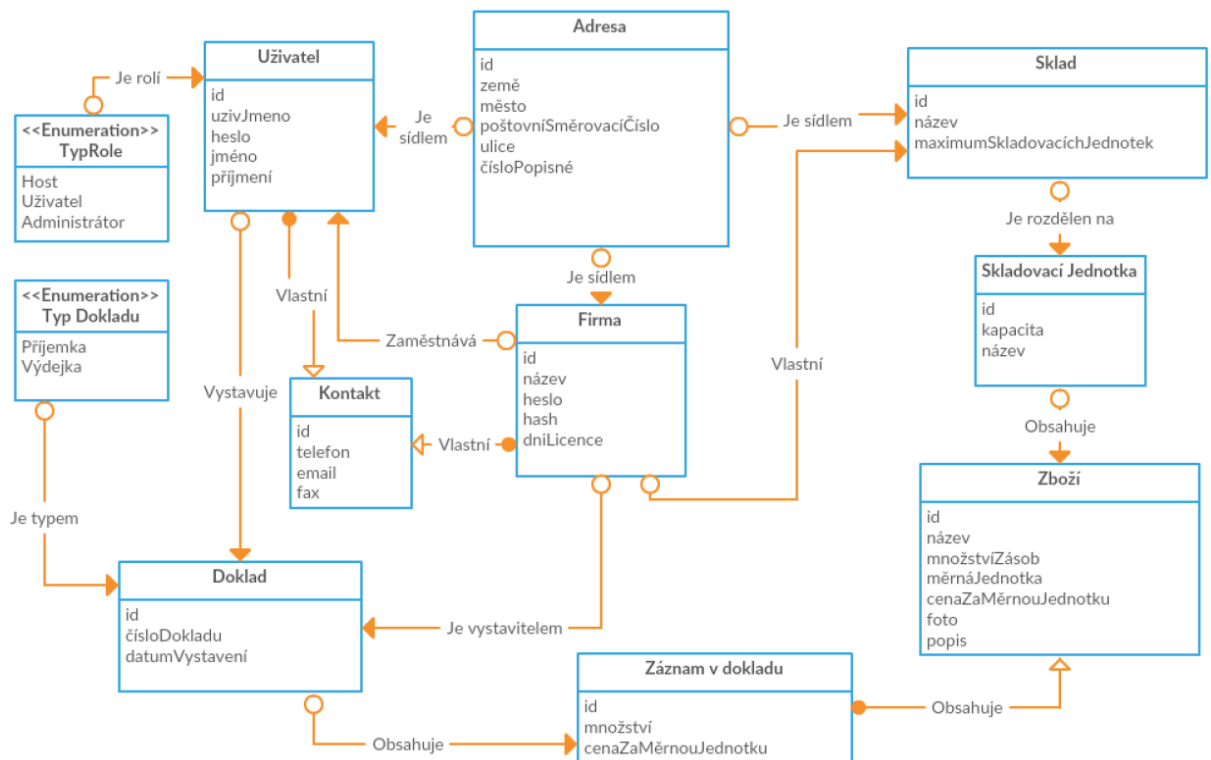 Adresa
id
země
město
poštovníSměrovacíČíslo
ulice
čísloPopisné
Uživatel
id
uzivJmeno
heslo
jméno
příjmení
Je rolí
<<Enumeration>>
TypRole
Host
Uživatel
Administrátor
Je
sídlem
Je sídlem
Sklad
id
název
maximumSkladovacíchJednotek
Je rozdělen na
Skladovací Jednotka
id
kapacita
název
Je sídlem
<<Enumeration>>
Typ Dokladu
Příjemka
Výdejka
Vlastní
Zaměstnává
Firma
id
název
heslo
hash
dniLicence
Vlastní
Vystavuje
Kontakt
id
telefon
email
fax
Vlastní
Obsahuje
Zboží
id
název
množstvíZásob
měrnáJednotka
cenaZaMěrnouJednotku
foto
popis
Je typem
Doklad
id
čísloDokladu
datumVystavení
Je vystavitelem
Záznam v dokladu
id
množství
cenaZaMěrnouJednotku
Obsahuje
Obsahuje